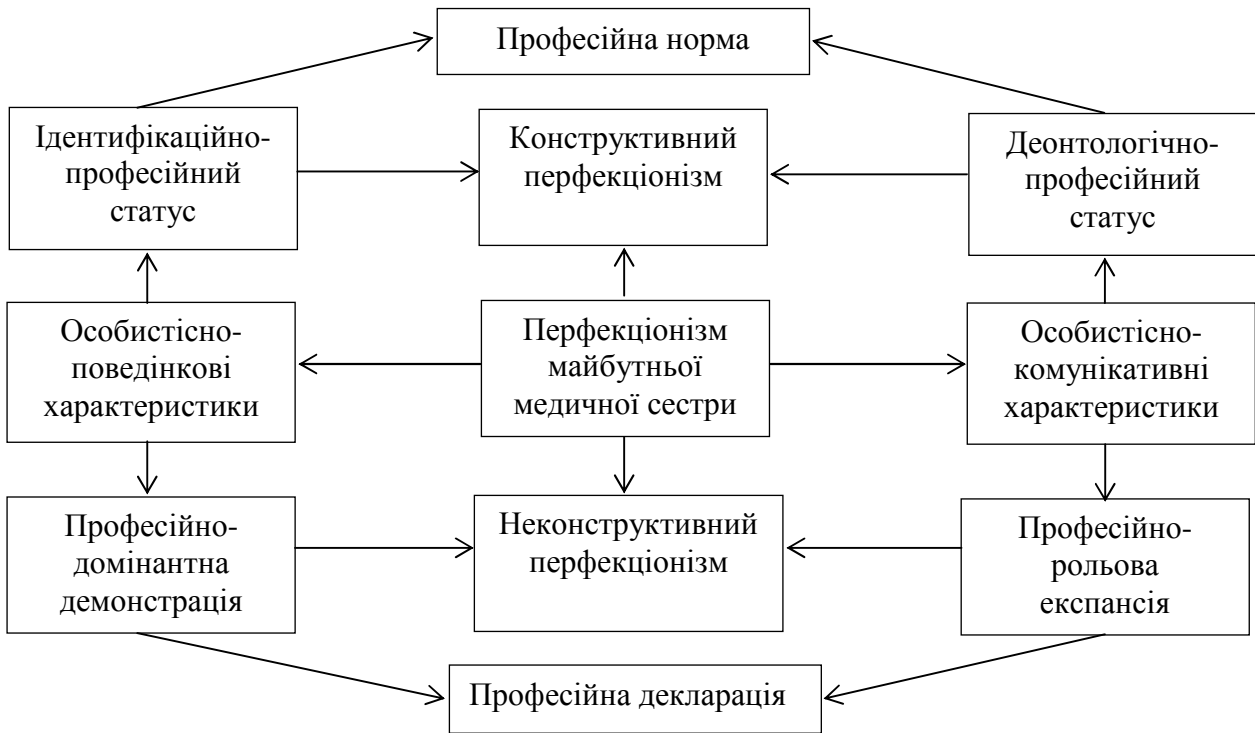 Професійна норма
Ідентифікаційно-
професійний
статус
Конструктивний
перфекціонізм
Деонтологічно-
професійний
статус
Особистісно-
поведінкові
характеристики
Перфекціонізм
майбутньої
медичної сестри
Особистісно-
комунікативні
характеристики
Професійно-
домінантна
демонстрація
Неконструктивний
перфекціонізм
Професійно-
рольова
експансія
Професійна декларація